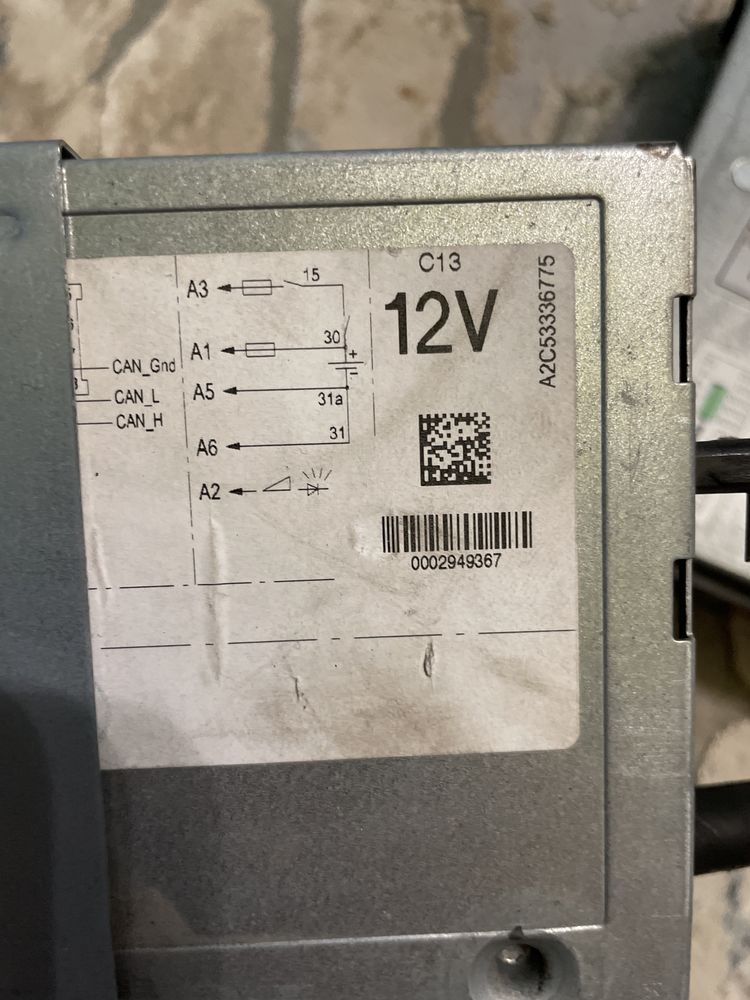 C13
12V
A2C53336775
A3
15
A1
30
+
-
A5
31a
A6
31
A2
CAN_Gnd
CAN_L
CAN_H
0002949367